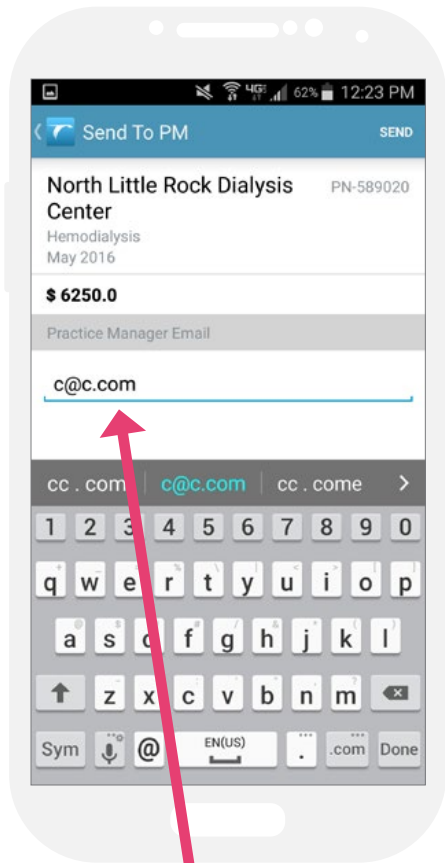 4G 62% 12:23 PM
Send To PM SEND
North Little Rock Dialysis PN-589020
Center
Hemodialysis
May 2016
$ 6250.0
Practice Manager Email
c@c.com
cc . com c@c.com cc . come >
1 2 3 4 5 6 7 8 9 0
q w e r t y u i o p
a s d f g h j k l
z x c v b n m
Sym @ EN(US) . .com Done